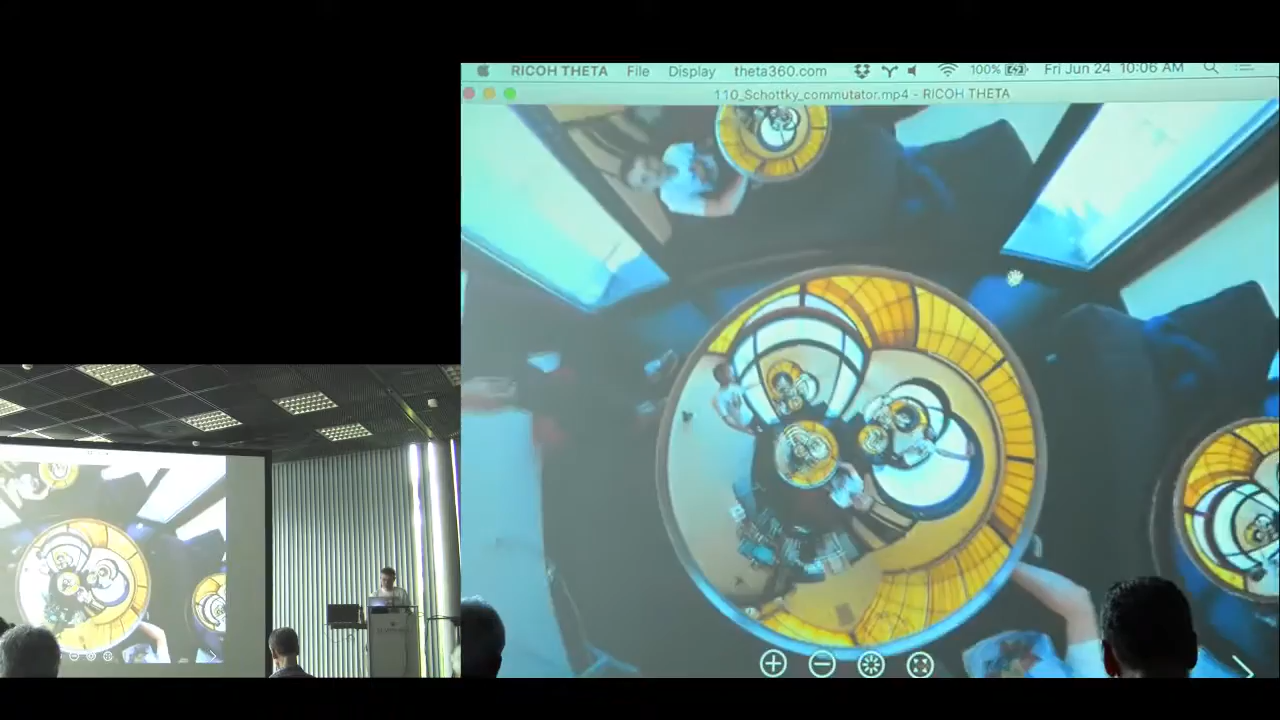 RICOH THETA File Display theta360.com 100% Fri Jun 24 10:06 AM
110_Schottky_commutator.mp4 - RICOH THETA